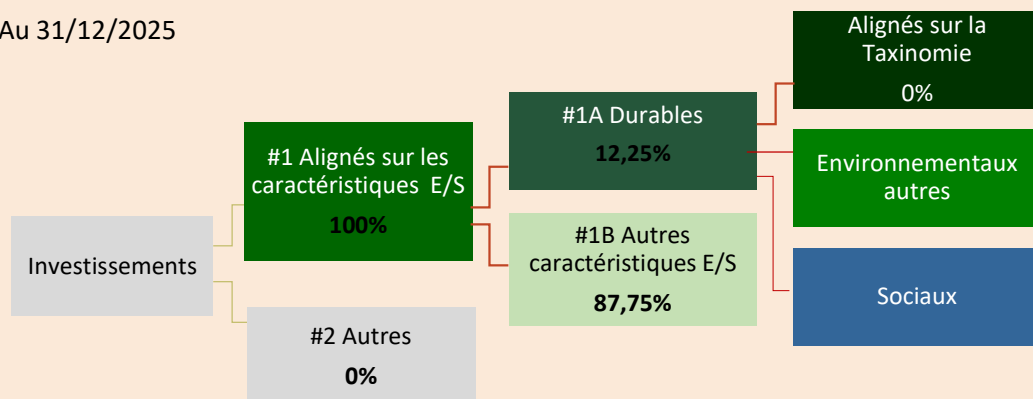 Au 31/12/2025
Investissements
#1 Alignés sur les
caractéristiques E/S
100%
#2 Autres
0%
#1A Durables
12,25%
#1B Autres
caractéristiques E/S
87,75%
Alignés sur la
Taxinomie
0%
Environnementaux
autres
Sociaux